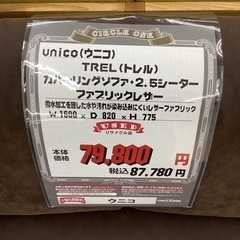 CIRCLE ONE
unico(ウニコ)
TREL(トレル)
カバーリングソファ・2.5シーター
ファブリックレザー
撥水加工を施した水や汚れが染み込みにくいレザーファブリック
W 1600 × D 820 × H 775
USED
リサイクル品
本体価格 79,800 円
税込 87,780 円
ウニコ